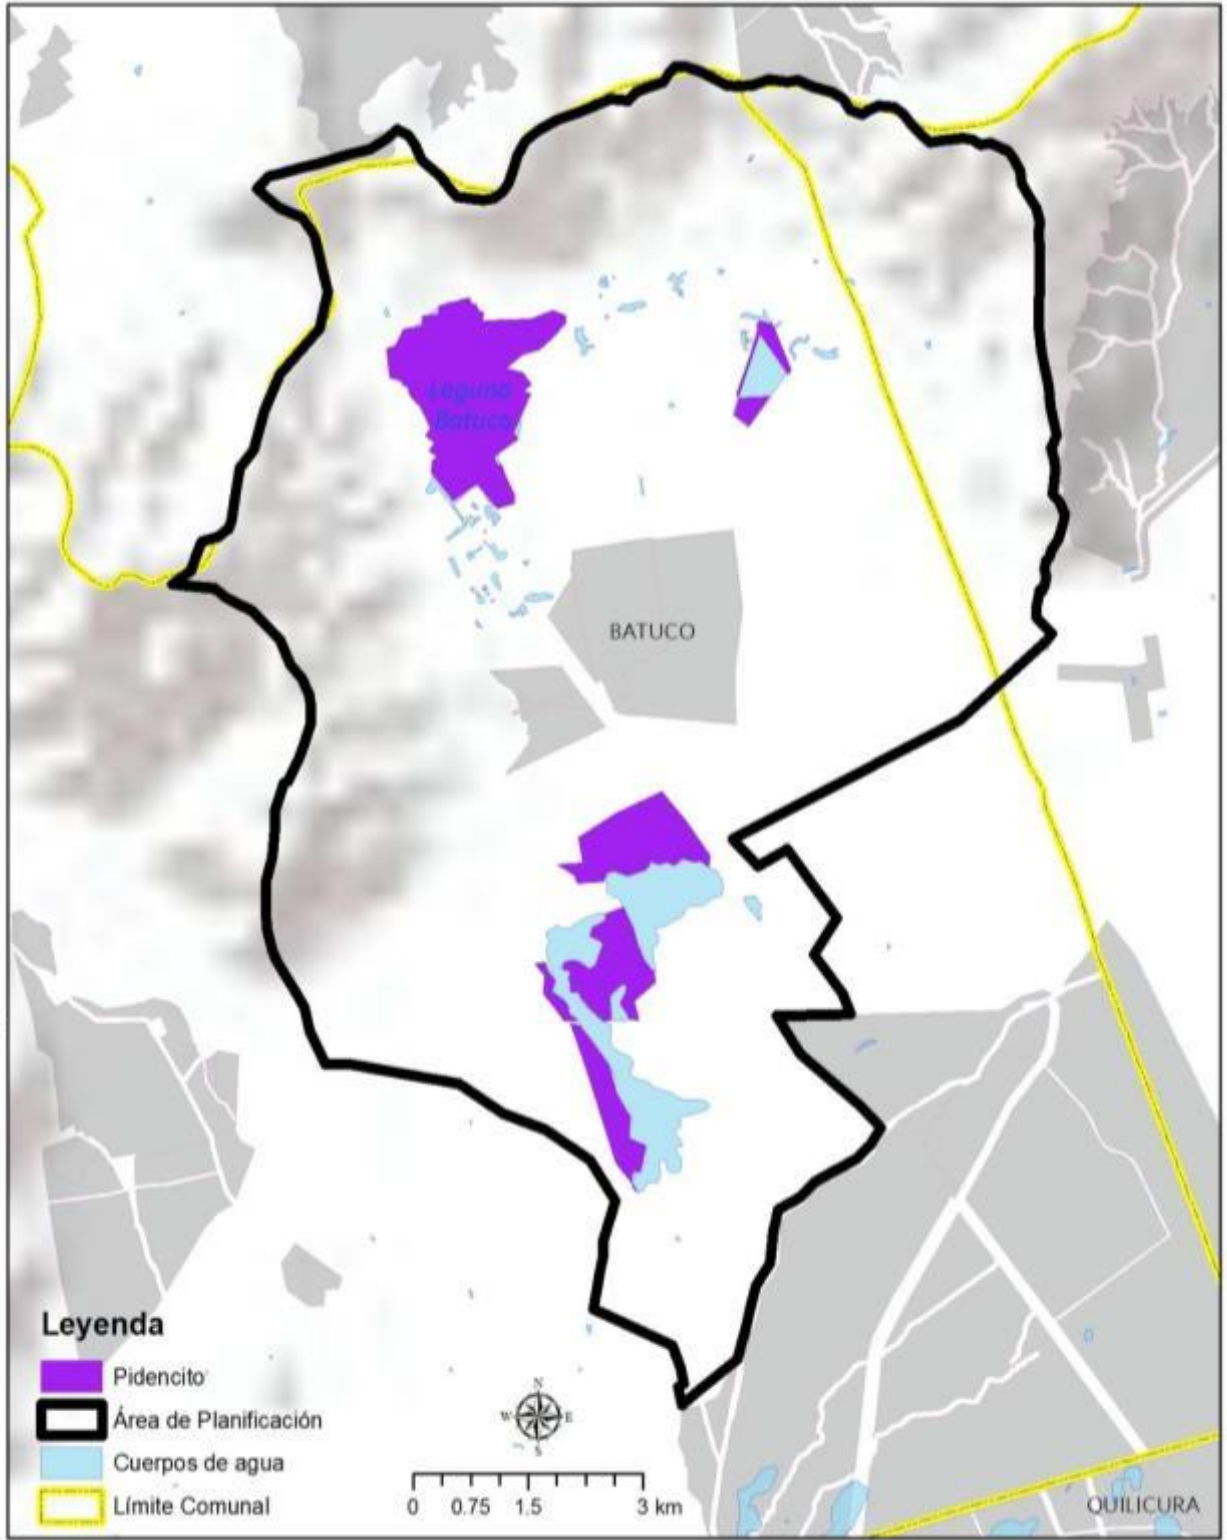 Laguna
Batuco
BATUCO
Leyenda
Pidencito
Área de Planificación
Cuerpos de agua
Límite Comunal
N
W E
S
0 0.75 1.5 3 km
QUILICURA